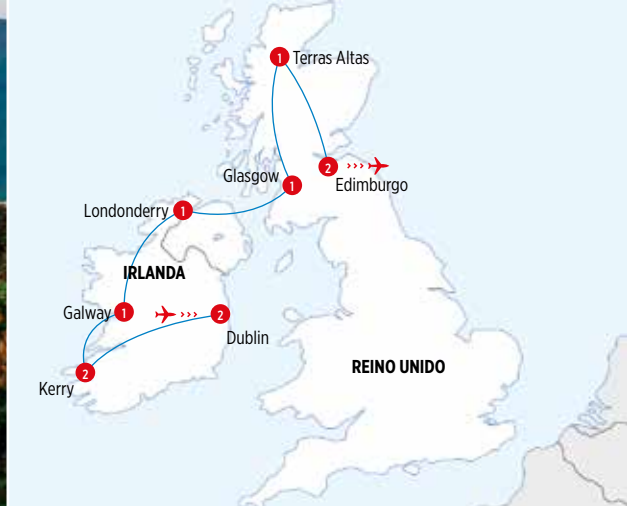 1 Terras Altas
Glasgow 1
2 Edimburgo
Londonderry 1
IRLANDA
Galway 1
2
Dublin
REINO UNIDO
2
Kerry